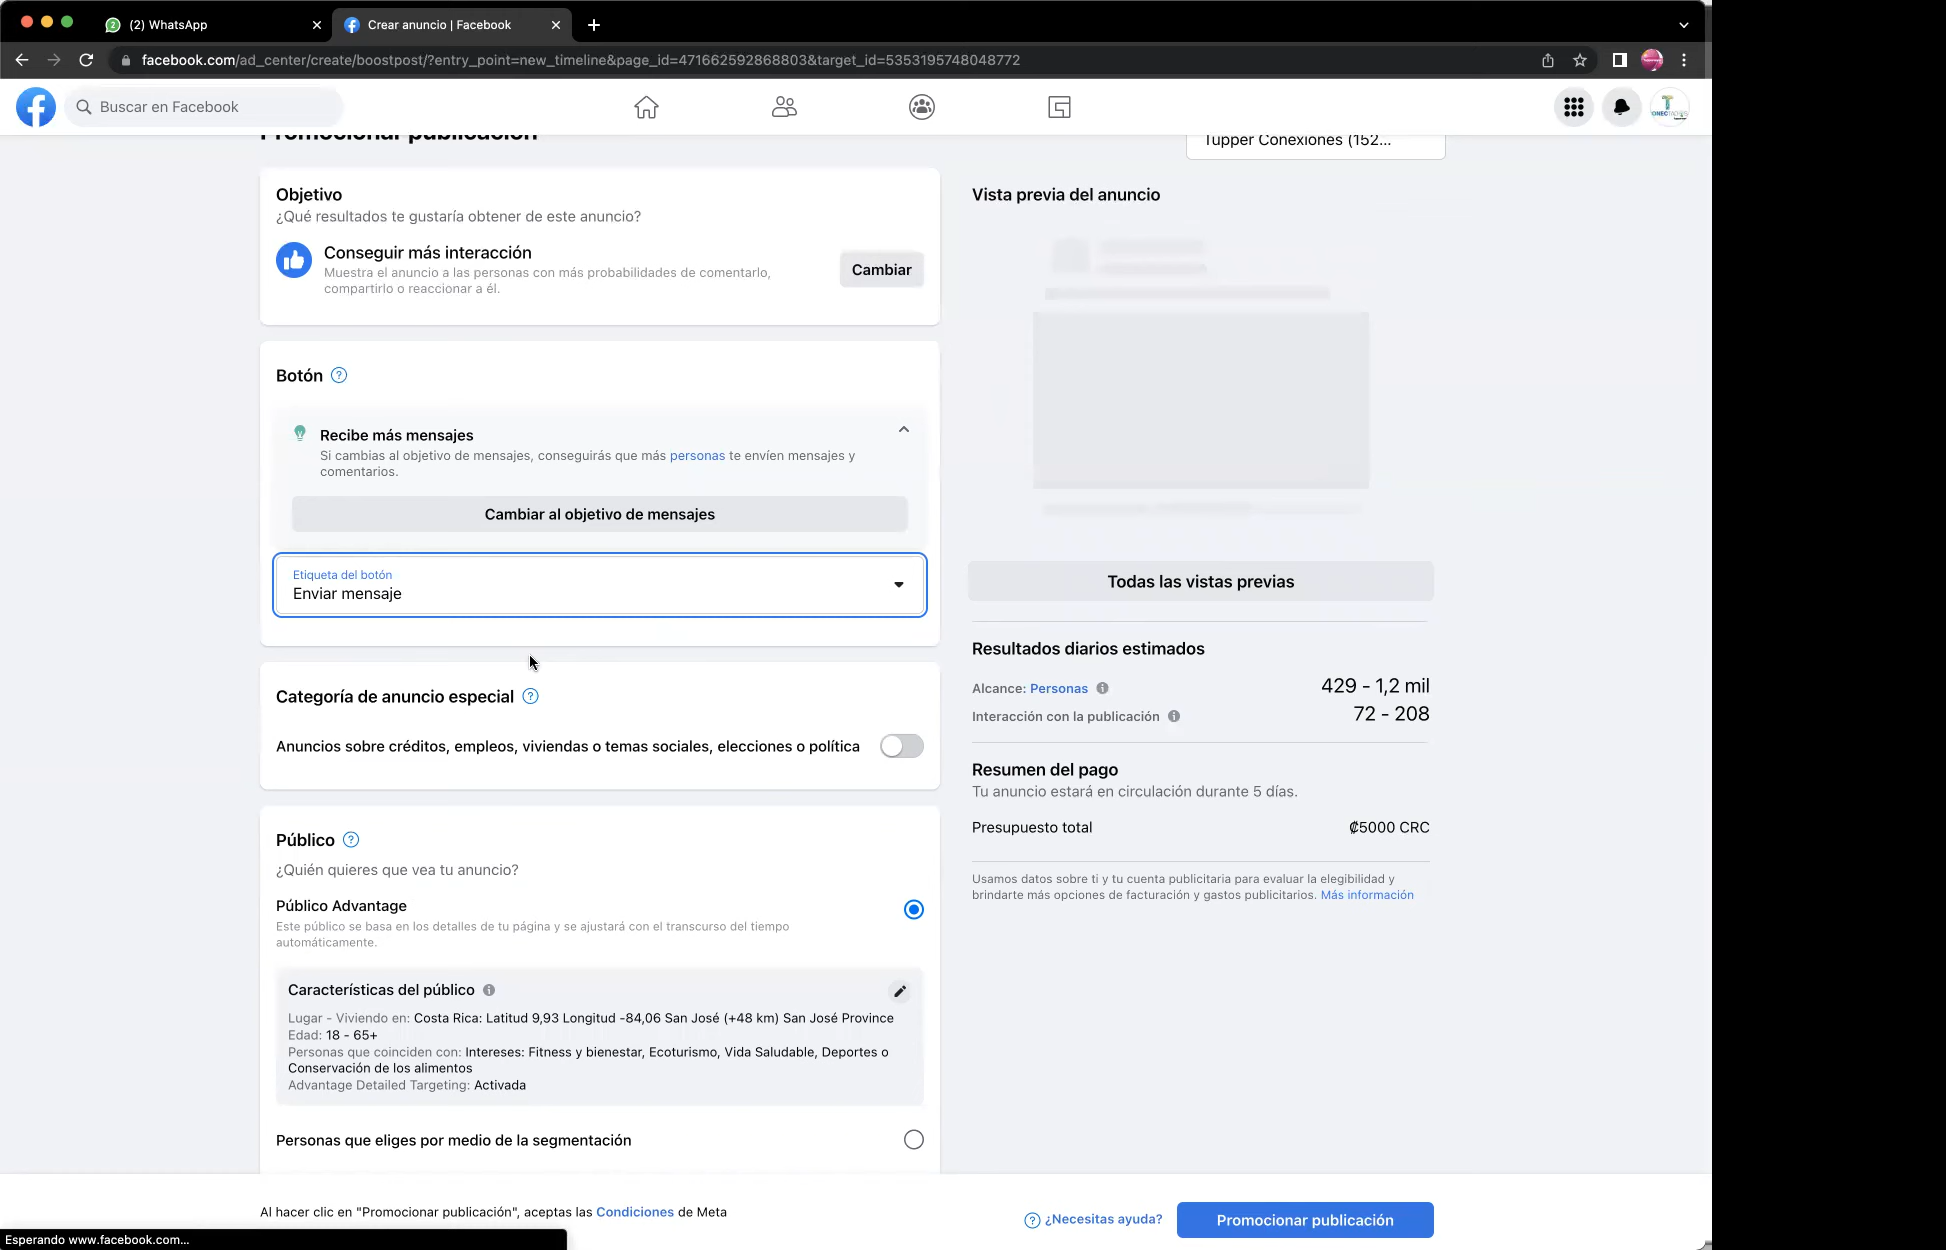 (2) WhatsApp
Crear anuncio | Facebook
facebook.com/ad_center/create/boostpost/?entry_point=new_timeline&page_id=471662592868803&target_id=5353195748048772
Buscar en Facebook
Promocionar publicación
Tupper Conexiones (152...
Objetivo
¿Qué resultados te gustaría obtener de este anuncio?
Conseguir más interacción
Muestra el anuncio a las personas con más probabilidades de comentarlo,
compartirlo o reaccionar a él.
Cambiar
Botón
Recibe más mensajes
Si cambias al objetivo de mensajes, conseguirás que más personas te envíen mensajes y
comentarios.
Cambiar al objetivo de mensajes
Etiqueta del botón
Enviar mensaje
Categoría de anuncio especial
Anuncios sobre créditos, empleos, viviendas o temas sociales, elecciones o política
Público
¿Quién quieres que vea tu anuncio?
Público Advantage
Este público se basa en los detalles de tu página y se ajustará con el transcurso del tiempo
automáticamente.
Características del público
Lugar - Viviendo en: Costa Rica: Latitud 9,93 Longitud -84,06 San José (+48 km) San José Province
Edad: 18 - 65+
Personas que coinciden con: Intereses: Fitness y bienestar, Ecoturismo, Vida Saludable, Deportes o
Conservación de los alimentos
Advantage Detailed Targeting: Activada
Personas que eliges por medio de la segmentación
Vista previa del anuncio
Todas las vistas previas
Resultados diarios estimados
Alcance: Personas 429 - 1,2 mil
Interacción con la publicación 72 - 208
Resumen del pago
Tu anuncio estará en circulación durante 5 días.
Presupuesto total ₡5000 CRC
Usamos datos sobre ti y tu cuenta publicitaria para evaluar la elegibilidad y
brindarte más opciones de facturación y gastos publicitarios. Más información
Al hacer clic en "Promocionar publicación", aceptas las Condiciones de Meta
¿Necesitas ayuda?
Promocionar publicación
Esperando www.facebook.com...